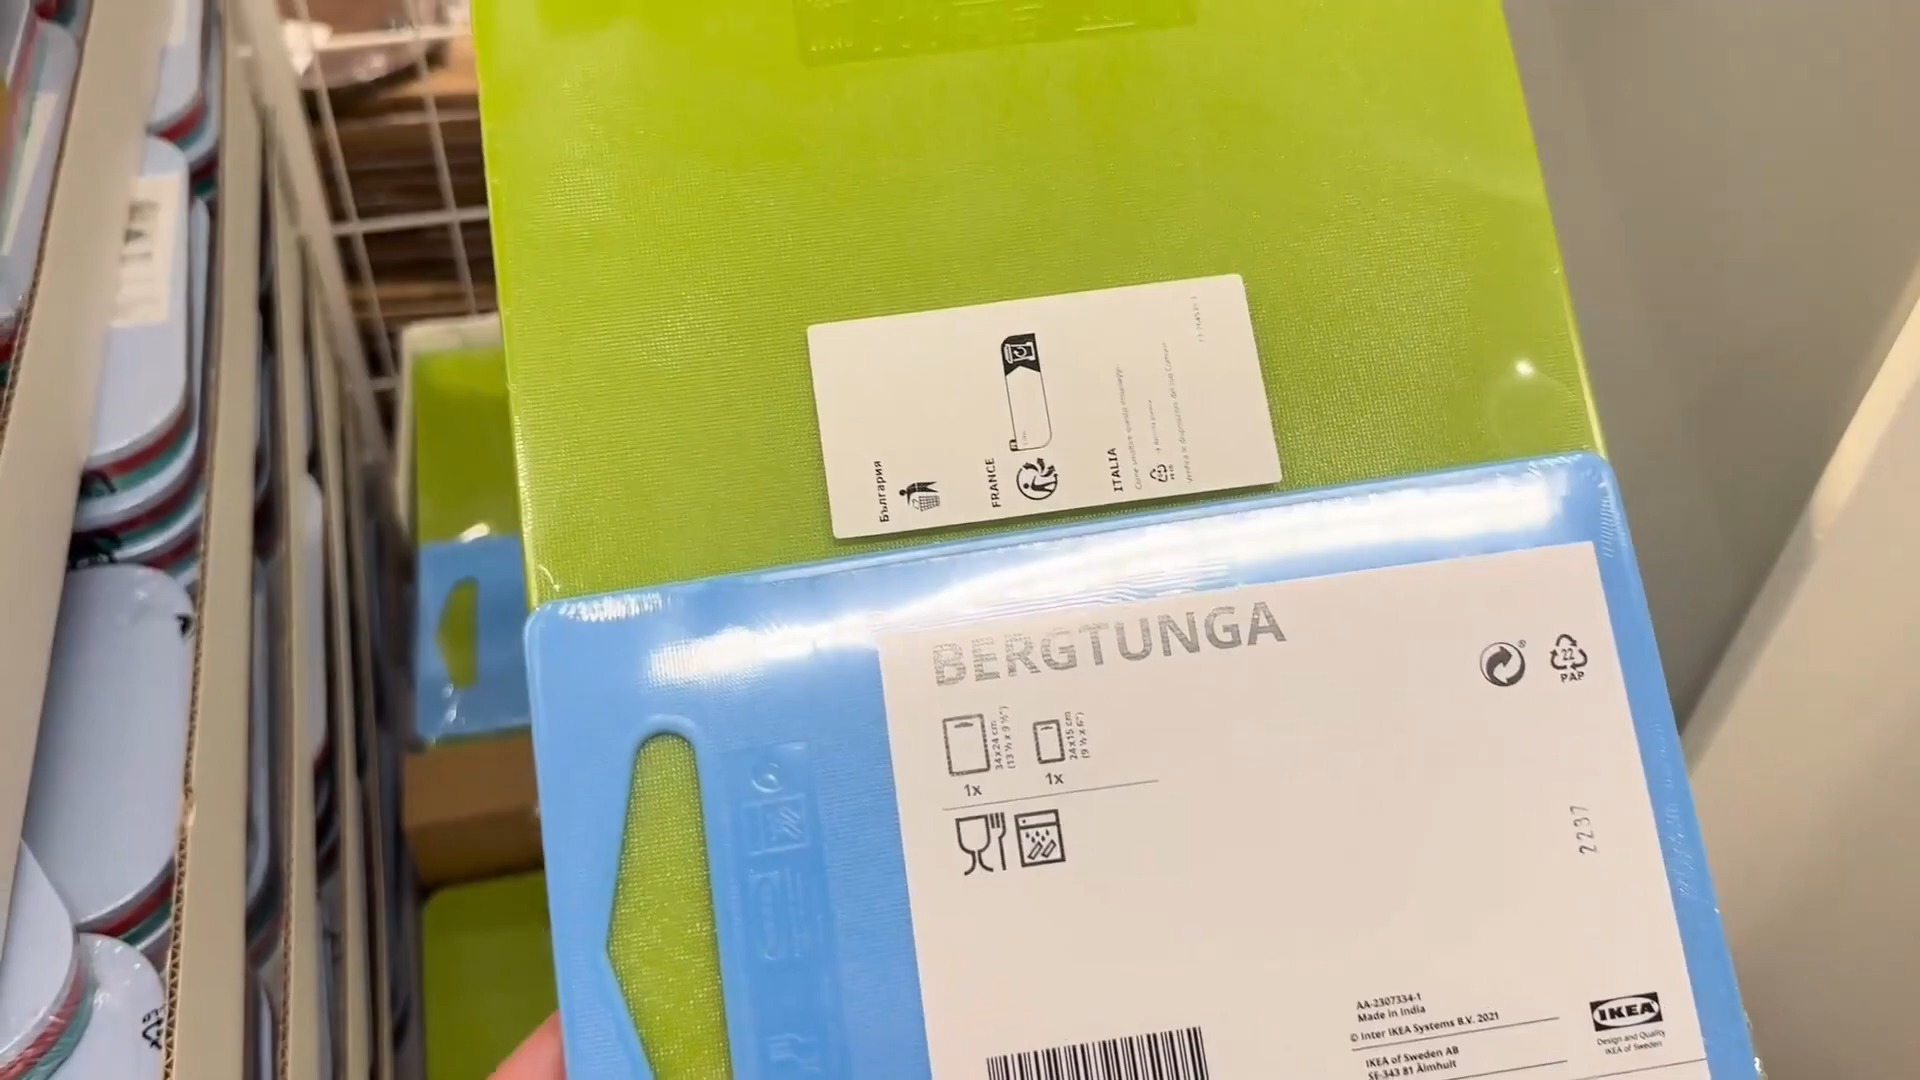 България
FRANCE
ITALIA
BERGTUNGA
34x24 cm
(13 ½ x 9 ½")
1x
24x15 cm
(9 ½ x 6")
1x
22
PAP
2237
AA-2307334-1
Made in India
© Inter IKEA Systems B.V. 2021
IKEA of Sweden AB
SE-343 81 Älmhult
IKEA
Design and Quality
IKEA of Sweden